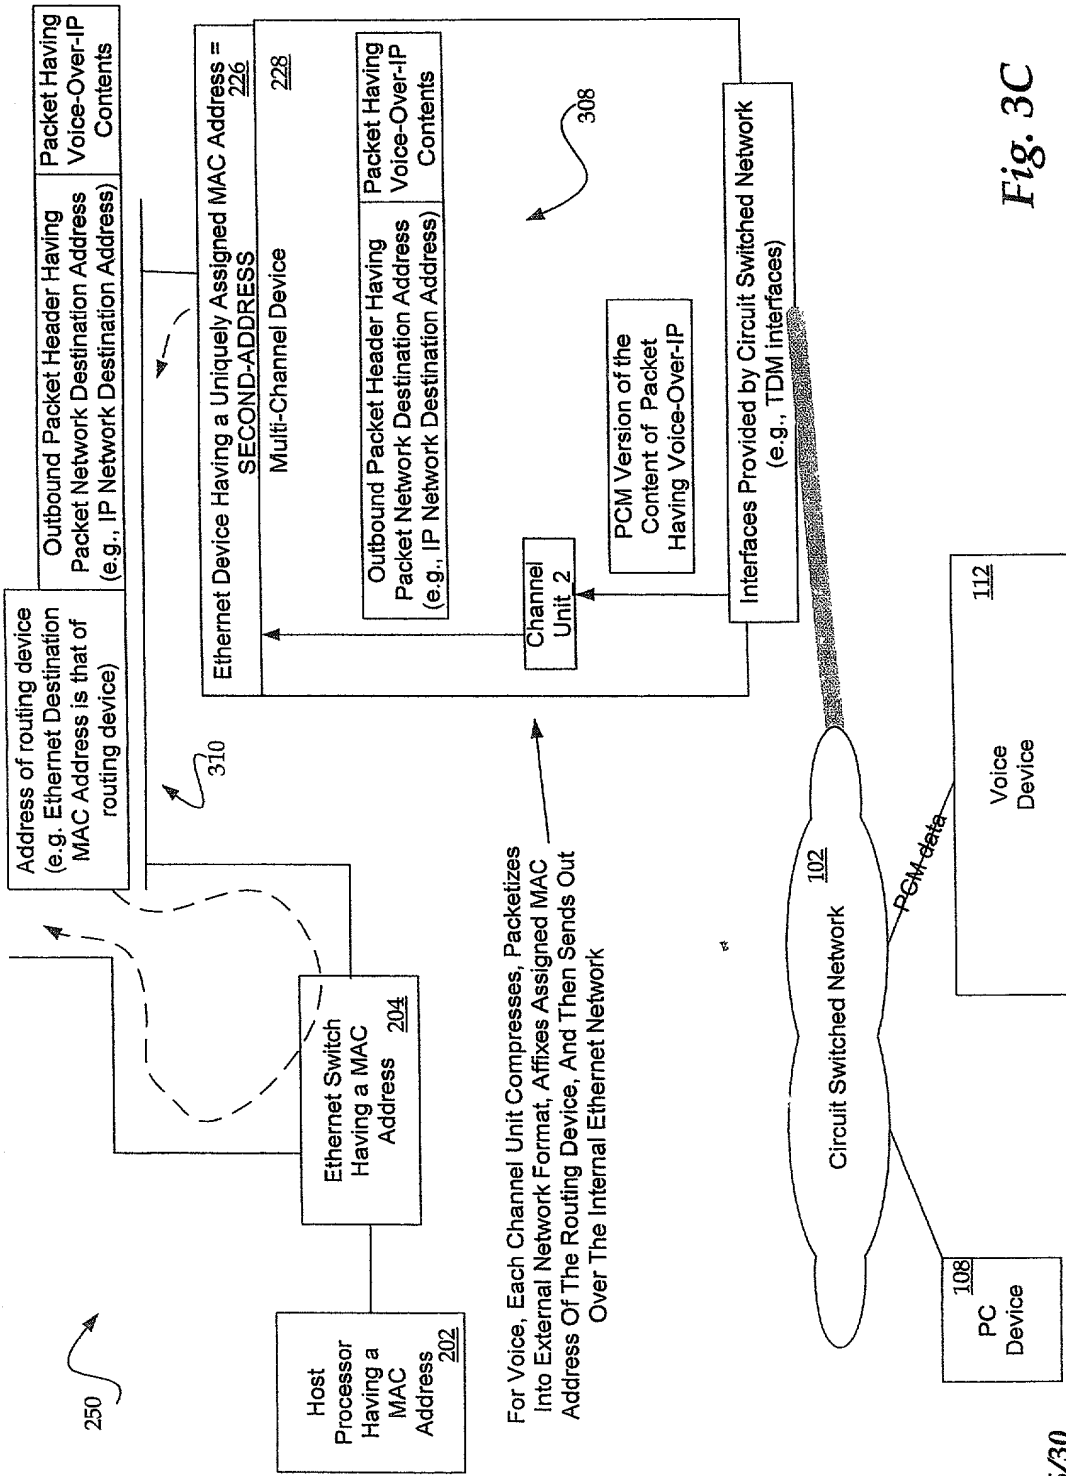 250
Host
Processor
Having a
MAC
Address
202
Ethernet Switch
Having a MAC
Address
204
Address of routing device
(e.g. Ethernet Destination
MAC Address is that of
routing device)
Outbound Packet Header Having
Packet Network Destination Address
(e.g., IP Network Destination Address)
Packet Having
Voice-Over-IP
Contents
310
Ethernet Device Having a Uniquely Assigned MAC Address =
SECOND-ADDRESS
226
Multi-Channel Device
228
Outbound Packet Header Having
Packet Network Destination Address
(e.g., IP Network Destination Address)
Packet Having
Voice-Over-IP
Contents
308
Channel
Unit_2
PCM Version of the
Content of Packet
Having Voice-Over-IP
Interfaces Provided by Circuit Switched Network
(e.g., TDM interfaces)
For Voice, Each Channel Unit Compresses, Packetizes
Into External Network Format, Affixes Assigned MAC
Address Of The Routing Device, And Then Sends Out
Over The Internal Ethernet Network
102
Circuit Switched Network
PCM data
108
PC
Device
112
Voice
Device
Fig. 3C